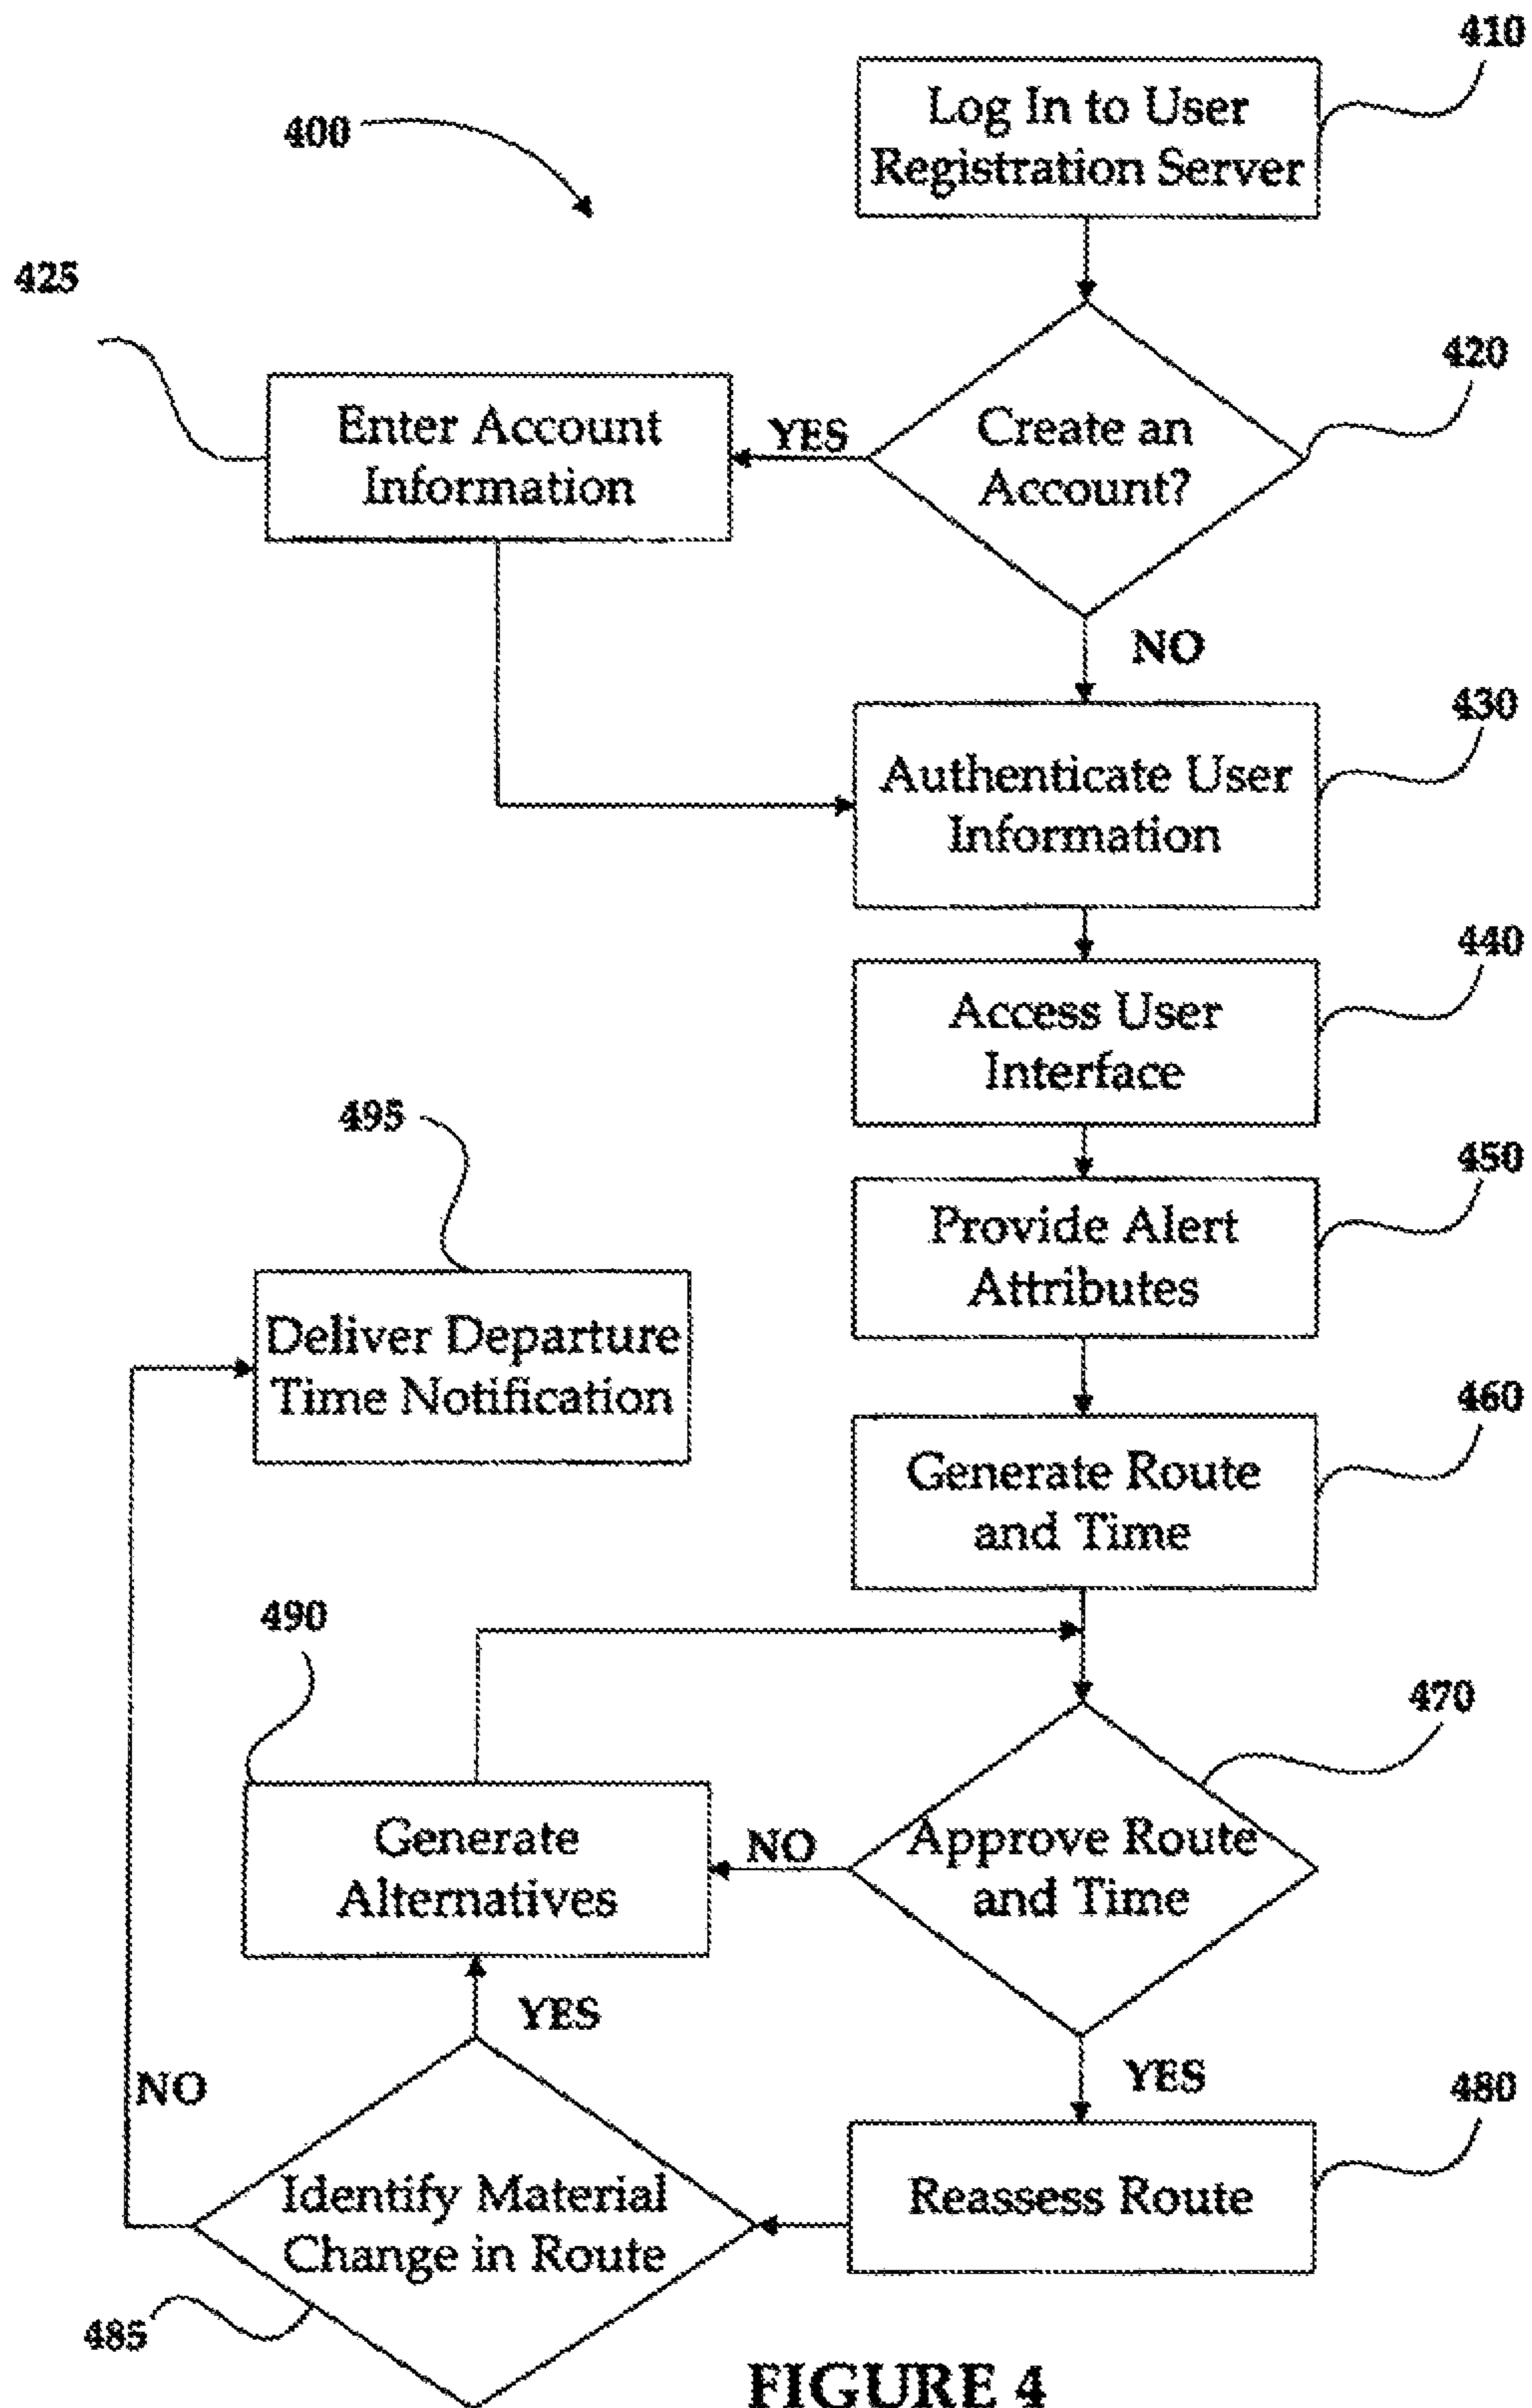 410
Log In to User
Registration Server
400
425
420
Enter Account
Information
YES
Create an
Account?
NO
430
Authenticate User
Information
440
Access User
Interface
495
450
Provide Alert
Attributes
Deliver Departure
Time Notification
460
Generate Route
and Time
490
470
Generate
Alternatives
NO
Approve Route
and Time
YES
NO
YES
480
Identify Material
Change in Route
Reassess Route
485
FIGURE 4